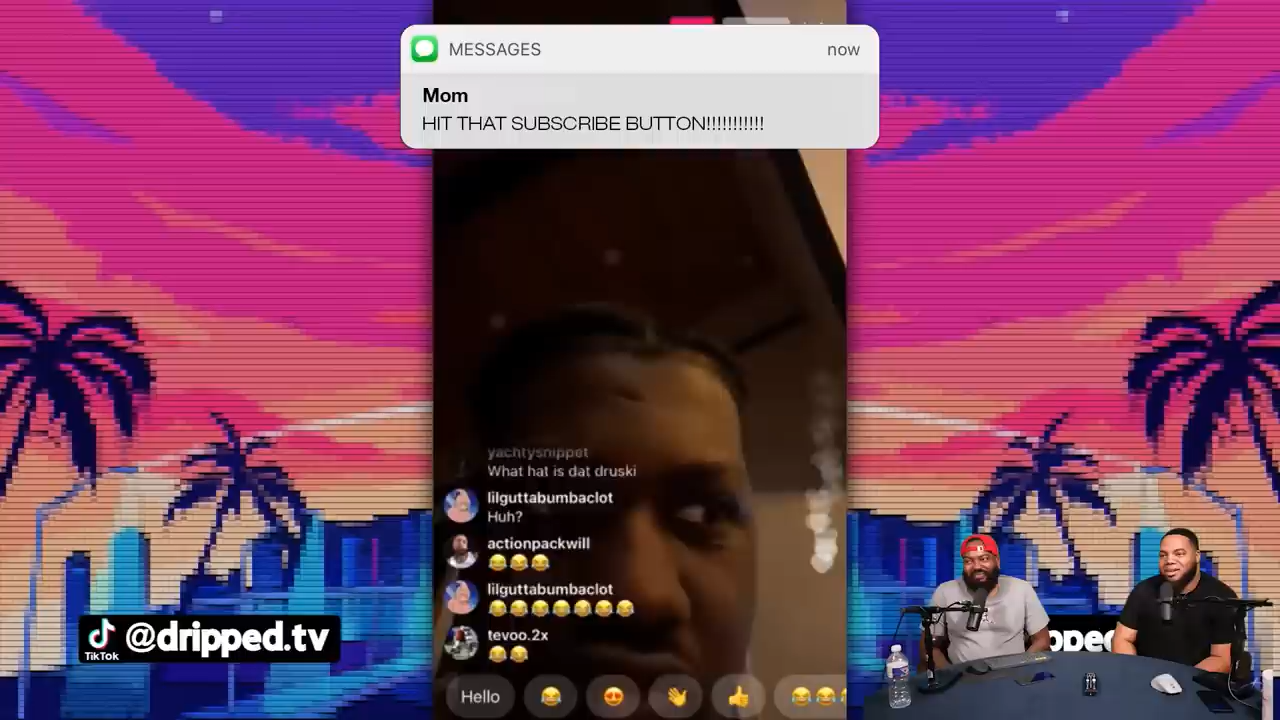 MESSAGES
now
Mom
HIT THAT SUBSCRIBE BUTTON!!!!!!!!!!!
yachtysnippet
What hat is dat druski
lilguttabumbaclot
Huh?
actionpackwill
😂😂😂
lilguttabumbaclot
😂😂😂😂😂😂😂
tevoo.2x
😂😂
Hello 😂 😍 👋 👍 😂😂
TikTok
@dripped.tv